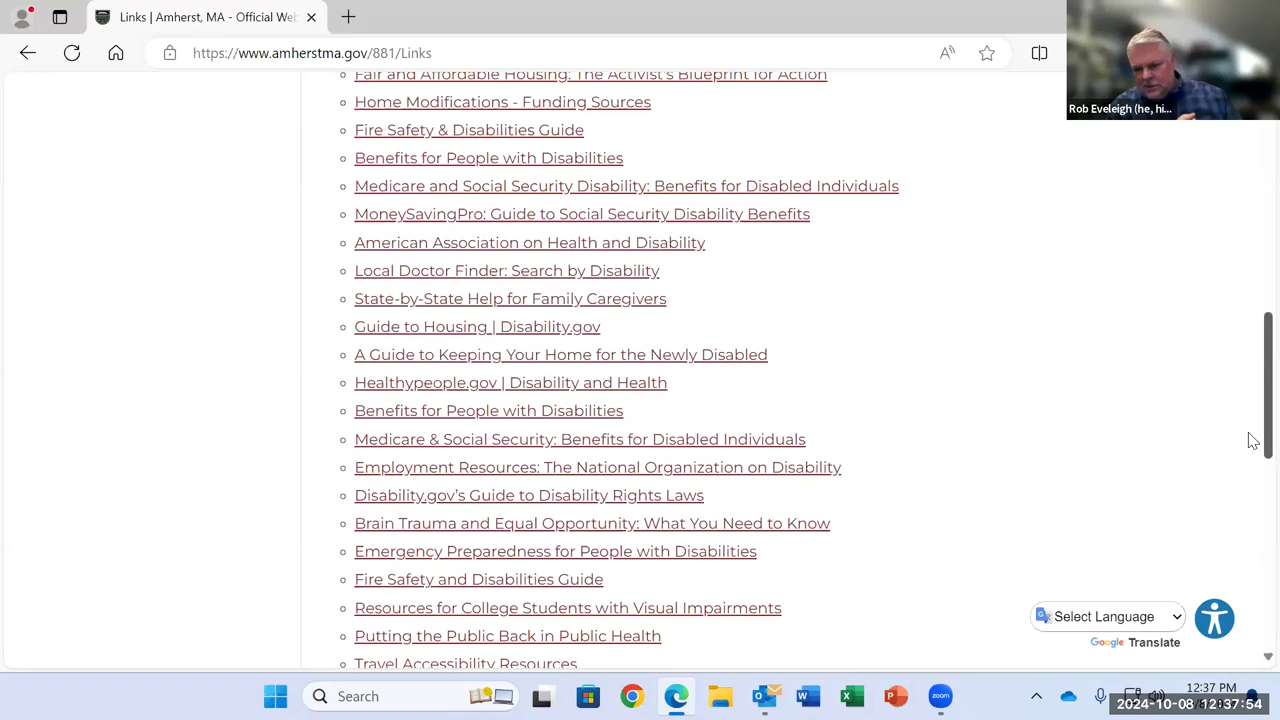 Links | Amherst, MA - Official Web
https://www.amherstma.gov/881/Links
Rob Eveleigh (he, hi...
Fair and Affordable Housing: The Activist's Blueprint for Action
Home Modifications - Funding Sources
Fire Safety & Disabilities Guide
Benefits for People with Disabilities
Medicare and Social Security Disability: Benefits for Disabled Individuals
MoneySavingPro: Guide to Social Security Disability Benefits
American Association on Health and Disability
Local Doctor Finder: Search by Disability
State-by-State Help for Family Caregivers
Guide to Housing | Disability.gov
A Guide to Keeping Your Home for the Newly Disabled
Healthypeople.gov | Disability and Health
Benefits for People with Disabilities
Medicare & Social Security: Benefits for Disabled Individuals
Employment Resources: The National Organization on Disability
Disability.gov’s Guide to Disability Rights Laws
Brain Trauma and Equal Opportunity: What You Need to Know
Emergency Preparedness for People with Disabilities
Fire Safety and Disabilities Guide
Resources for College Students with Visual Impairments
Putting the Public Back in Public Health
Travel Accessibility Resources
Select Language
Google Translate
Search
zoom
12:37 PM
2024-10-08 12:37:54